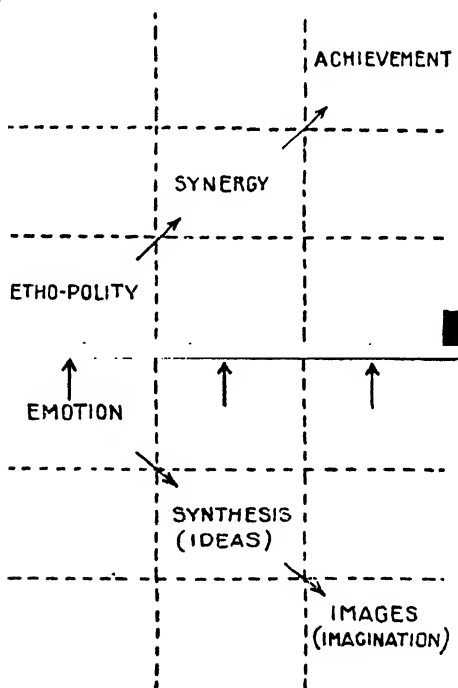 ACHIEVEMENT
SYNERGY
ETHO-POLITY
EMOTION
SYNTHESIS
(IDEAS)
IMAGES
(IMAGINATION)